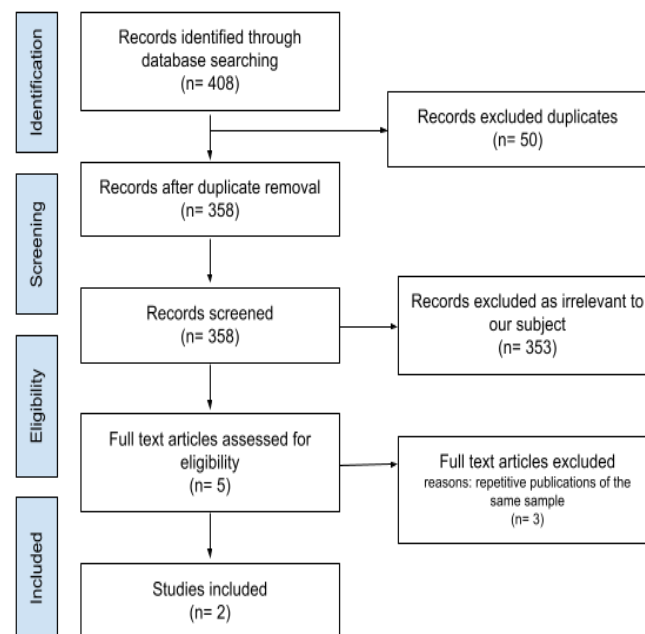 Identification
Records identified through
database searching
(n= 408)
Records excluded duplicates
(n= 50)
Records after duplicate removal
(n= 358)
Screening
Records screened
(n= 358)
Records excluded as irrelevant to
our subject
(n= 353)
Eligibility
Full text articles assessed for
eligibility
(n= 5)
Full text articles excluded
reasons: repetitive publications of the
same sample
(n= 3)
Included
Studies included
(n= 2)